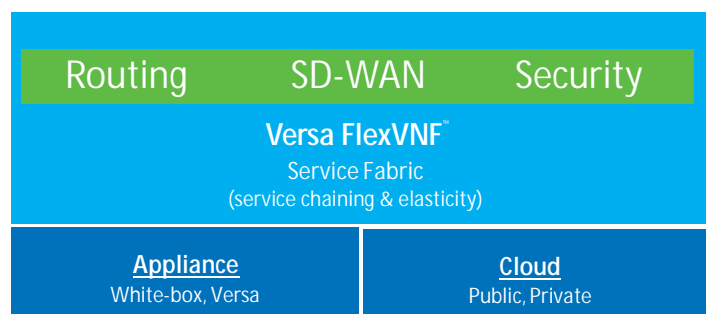 Routing SD-WAN Security
Versa FlexVNF™
Service Fabric
(service chaining & elasticity)
Appliance Cloud
White-box, Versa Public, Private